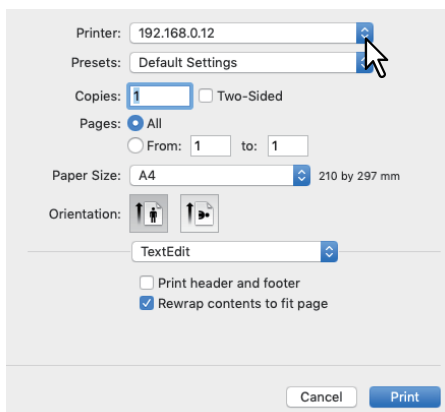 Printer: 192.168.0.12
Presets: Default Settings
Copies: 1 Two-Sided
Pages: All
From: 1 to: 1
Paper Size: A4 210 by 297 mm
Orientation:
TextEdit
Print header and footer
Rewrap contents to fit page
Cancel Print